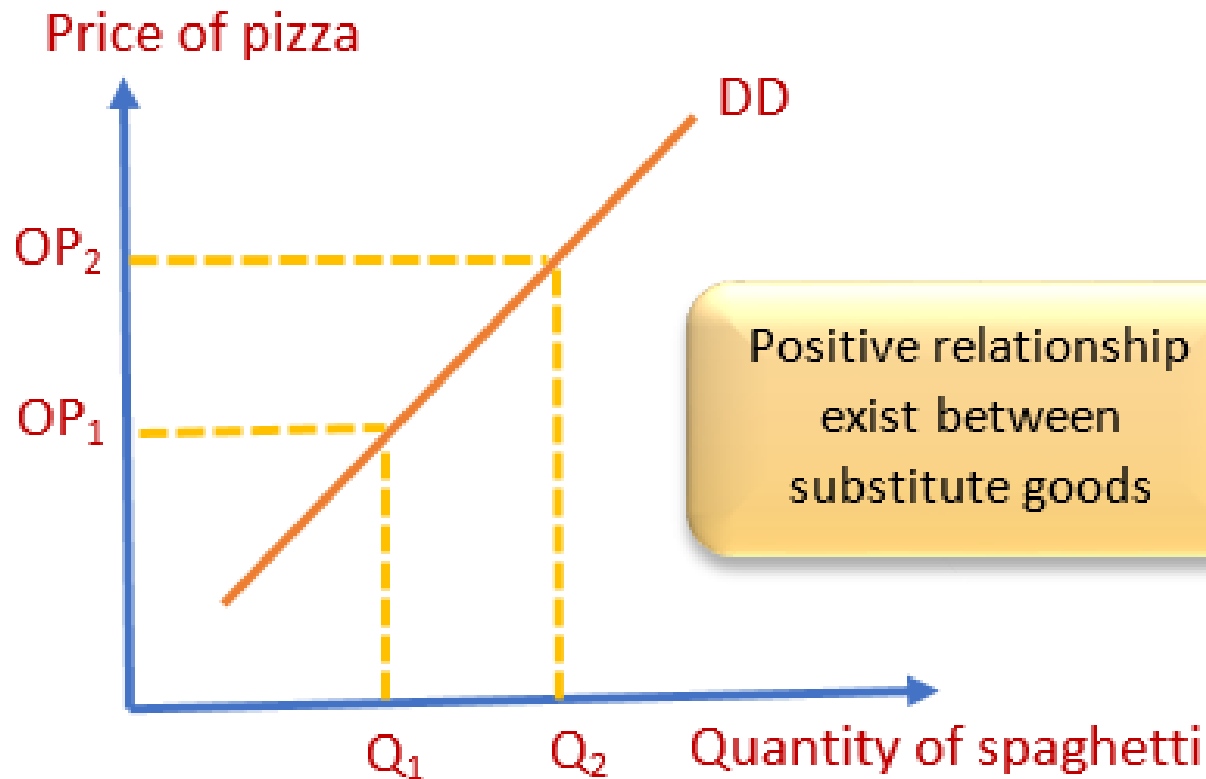 Price of pizza
DD
OP₂
Positive relationship
exist between
substitute goods
OP₁
Q₁
Q₂
Quantity of spaghetti